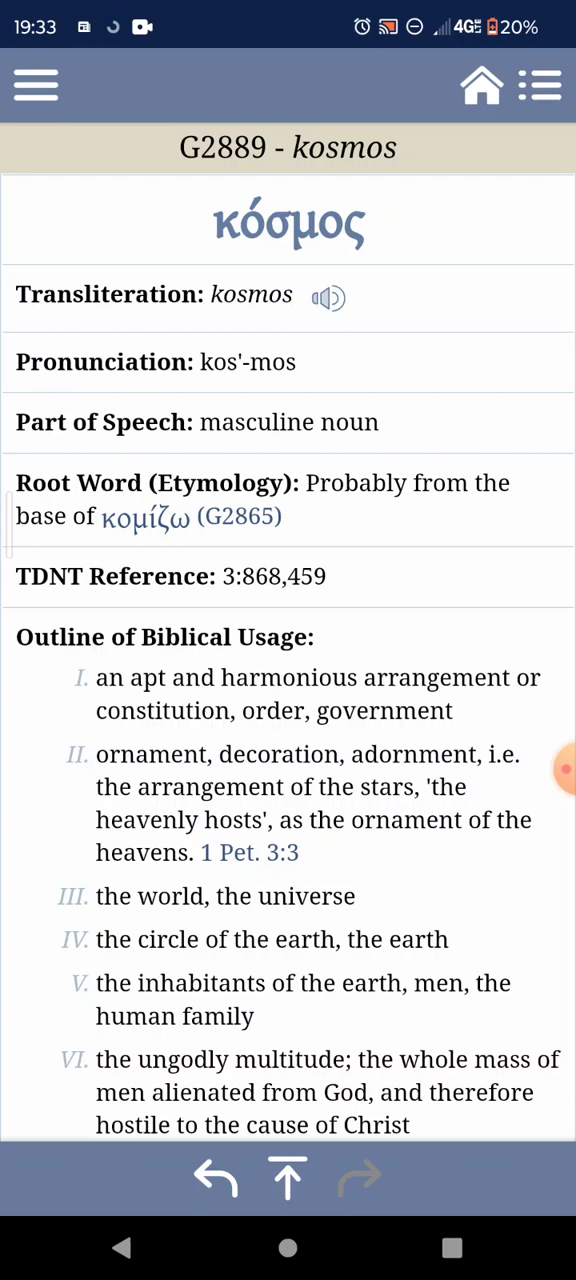 19:33 4G 20%
G2889 - kosmos
κόσμος
Transliteration: kosmos
Pronunciation: kos'-mos
Part of Speech: masculine noun
Root Word (Etymology): Probably from the
base of κομίζω (G2865)
TDNT Reference: 3:868,459
Outline of Biblical Usage:
I. an apt and harmonious arrangement or
constitution, order, government
II. ornament, decoration, adornment, i.e.
the arrangement of the stars, 'the
heavenly hosts', as the ornament of the
heavens. 1 Pet. 3:3
III. the world, the universe
IV. the circle of the earth, the earth
V. the inhabitants of the earth, men, the
human family
VI. the ungodly multitude; the whole mass of
men alienated from God, and therefore
hostile to the cause of Christ